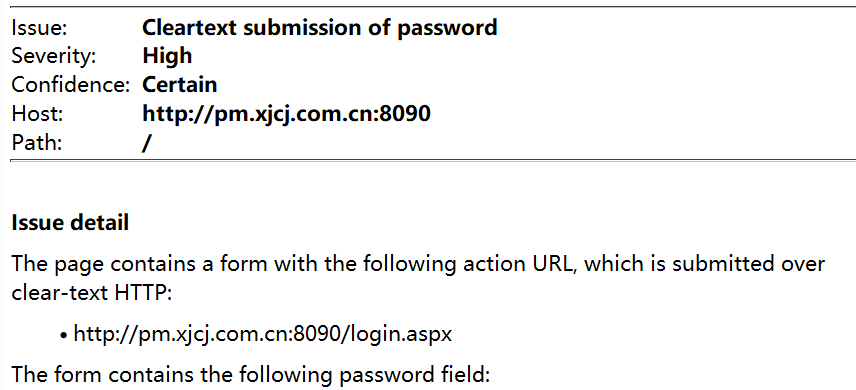 Issue: Cleartext submission of password
Severity: High
Confidence: Certain
Host: http://pm.xjcj.com.cn:8090
Path: /
Issue detail
The page contains a form with the following action URL, which is submitted over
clear-text HTTP:
• http://pm.xjcj.com.cn:8090/login.aspx
The form contains the following password field: